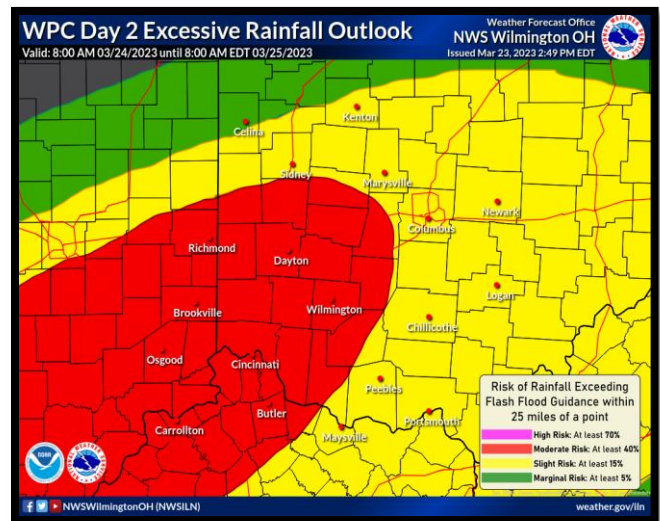 WPC Day 2 Excessive Rainfall Outlook
Valid: 8:00 AM 03/24/2023 until 8:00 AM EDT 03/25/2023
Weather Forecast Office
NWS Wilmington OH
Issued Mar 23, 2023 2:49 PM EDT
Kenton
Celina
Sidney
Marysville
Newark
Columbus
Richmond
Dayton
Logan
Brookville
Wilmington
Chillicothe
Osgood
Cincinnati
Peebles
Butler
Portsmouth
Carrollton
Maysville
Risk of Rainfall Exceeding
Flash Flood Guidance within
25 miles of a point
High Risk: At least 70%
Moderate Risk: At least 40%
Slight Risk: At least 15%
Marginal Risk: At least 5%
NWSWilmingtonOH (NWSILN)
weather.gov/iln